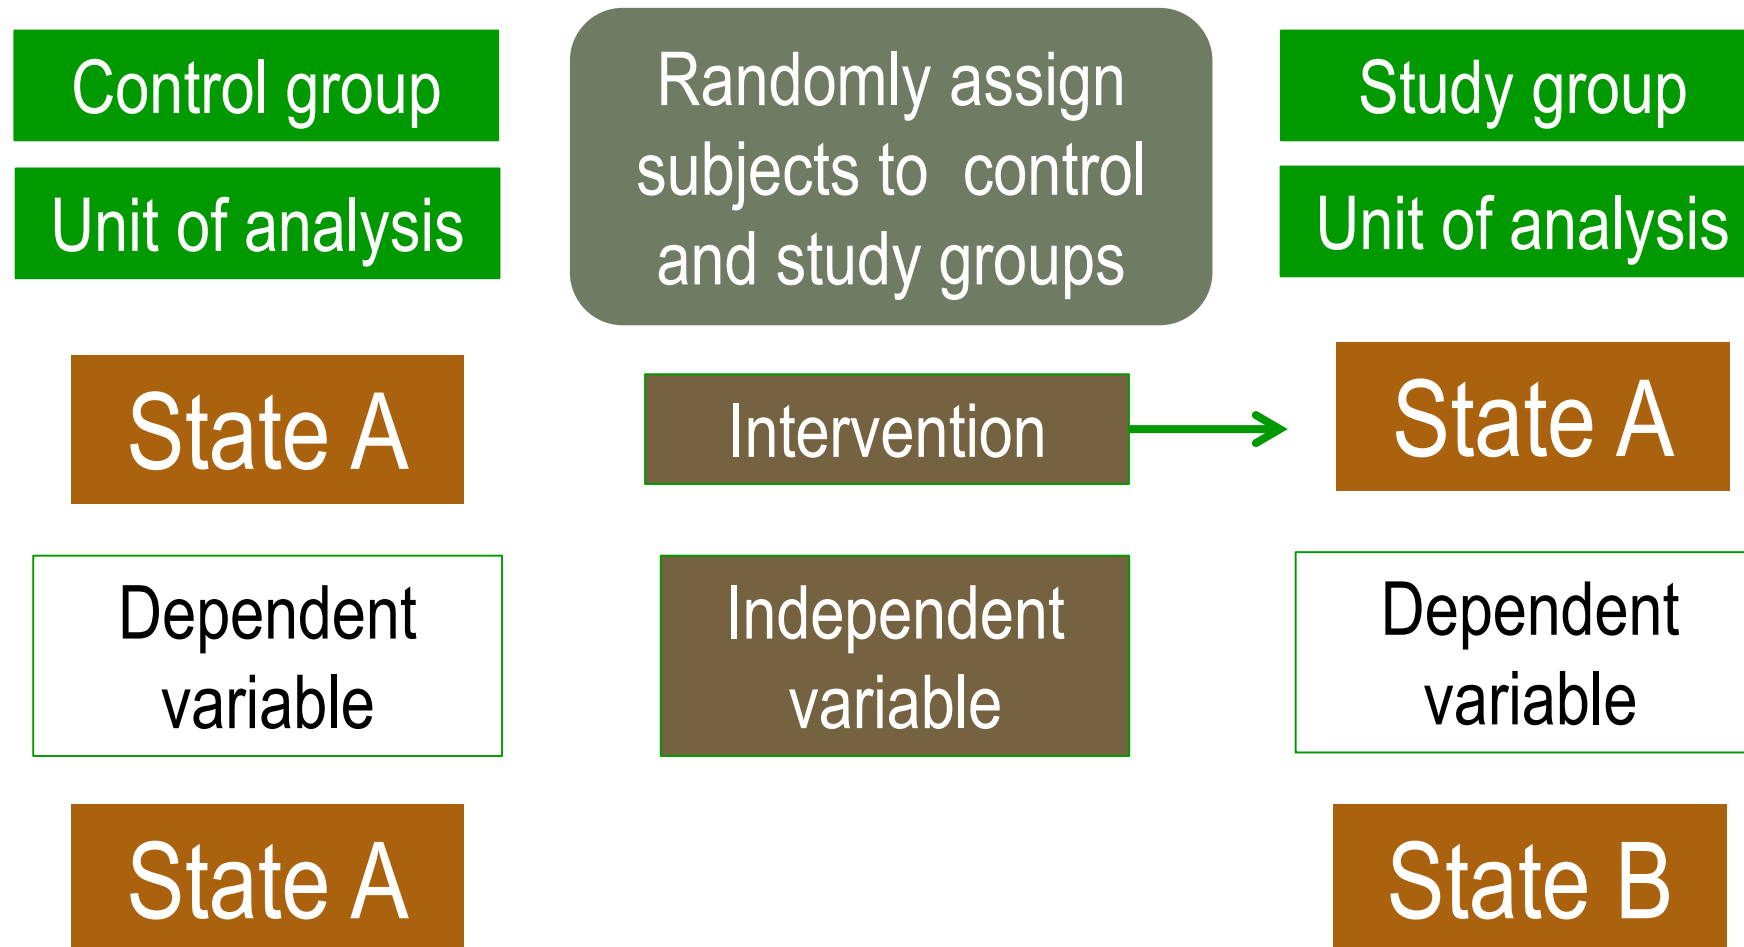 Control group
Unit of analysis
State A
Dependent
variable
State A
Randomly assign
subjects to control
and study groups
Intervention
Independent
variable
Study group
Unit of analysis
State A
Dependent
variable
State B